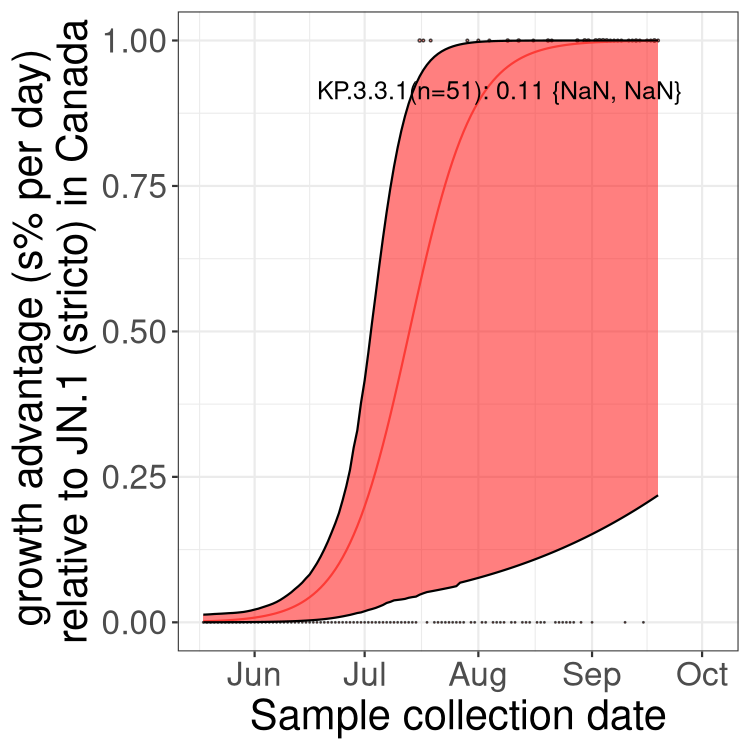 growth advantage (s% per day)
relative to JN.1 (stricto) in Canada
1.00
0.75
0.50
0.25
0.00
KP.3.3.1(n=51): 0.11 {NaN, NaN}
Jun Jul Aug Sep Oct
Sample collection date